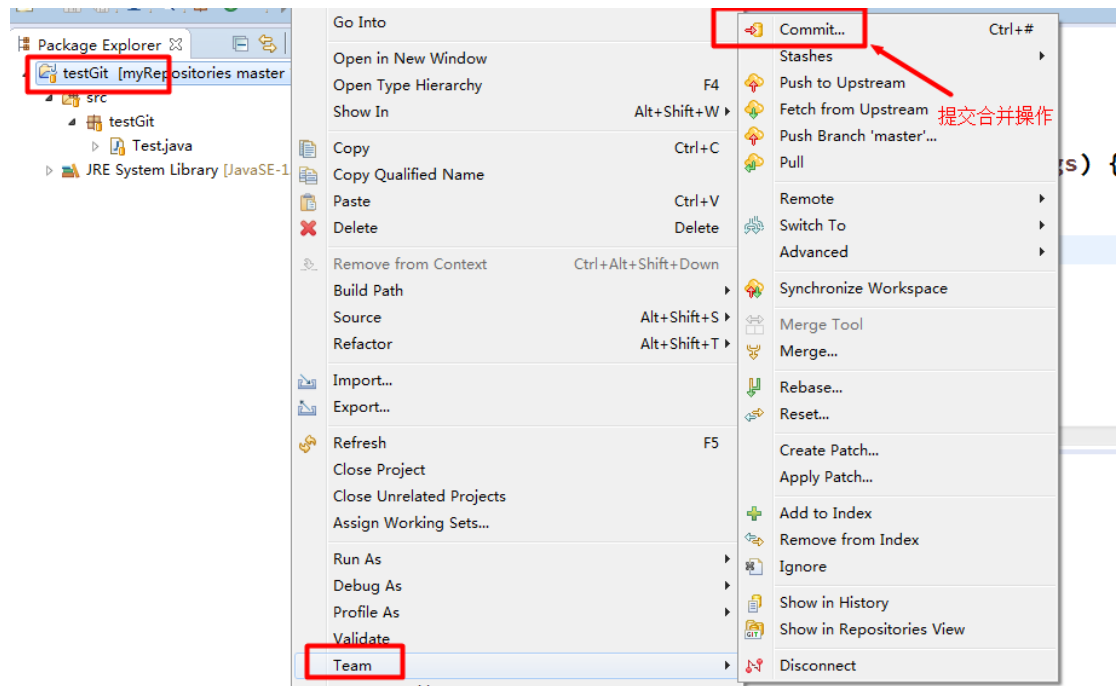 Package Explorer
testGit [myRepositories master
src
testGit
Test.java
JRE System Library [JavaSE-1
Go Into
Open in New Window
Open Type Hierarchy F4
Show In Alt+Shift+W
Copy Ctrl+C
Copy Qualified Name
Paste Ctrl+V
Delete Delete
Remove from Context Ctrl+Alt+Shift+Down
Build Path
Source Alt+Shift+S
Refactor Alt+Shift+T
Import...
Export...
Refresh F5
Close Project
Close Unrelated Projects
Assign Working Sets...
Run As
Debug As
Profile As
Validate
Team
Commit... Ctrl+#
Stashes
Push to Upstream
Fetch from Upstream
Push Branch 'master'...
Pull
Remote
Switch To
Advanced
Synchronize Workspace
Merge Tool
Merge...
Rebase...
Reset...
Create Patch...
Apply Patch...
Add to Index
Remove from Index
Ignore
Show in History
Show in Repositories View
Disconnect
提交合并操作
gs) {